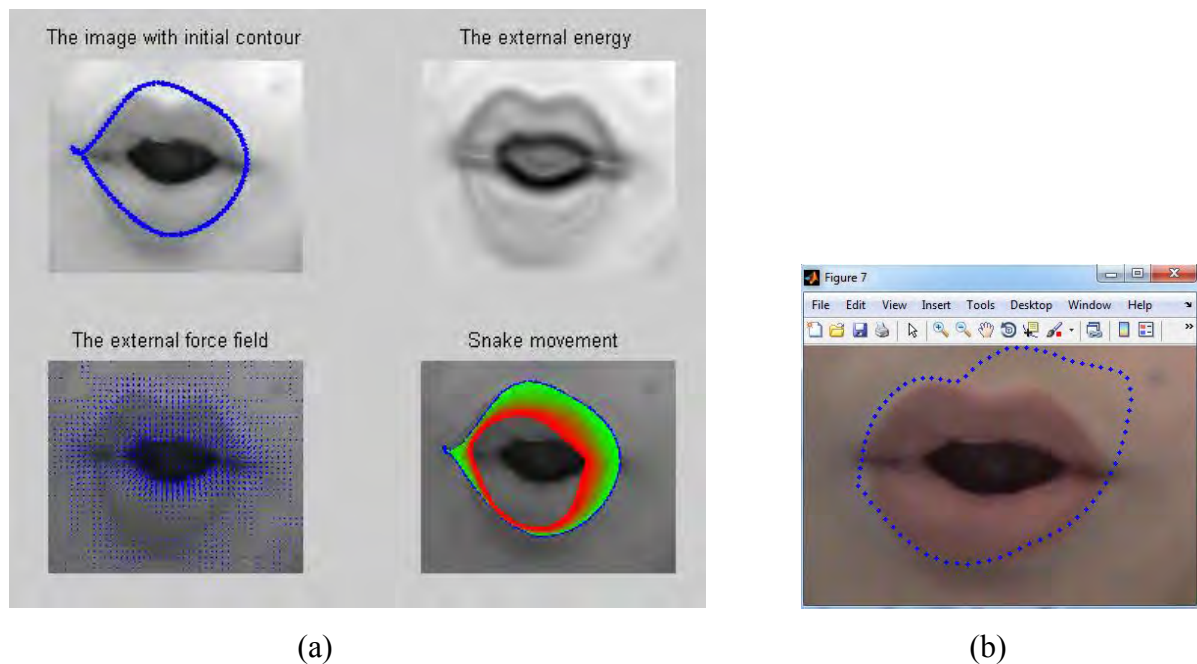 The image with initial contour
The external energy
The external force field
Snake movement
Figure 7
File Edit View Insert Tools Desktop Window Help
(a)
(b)